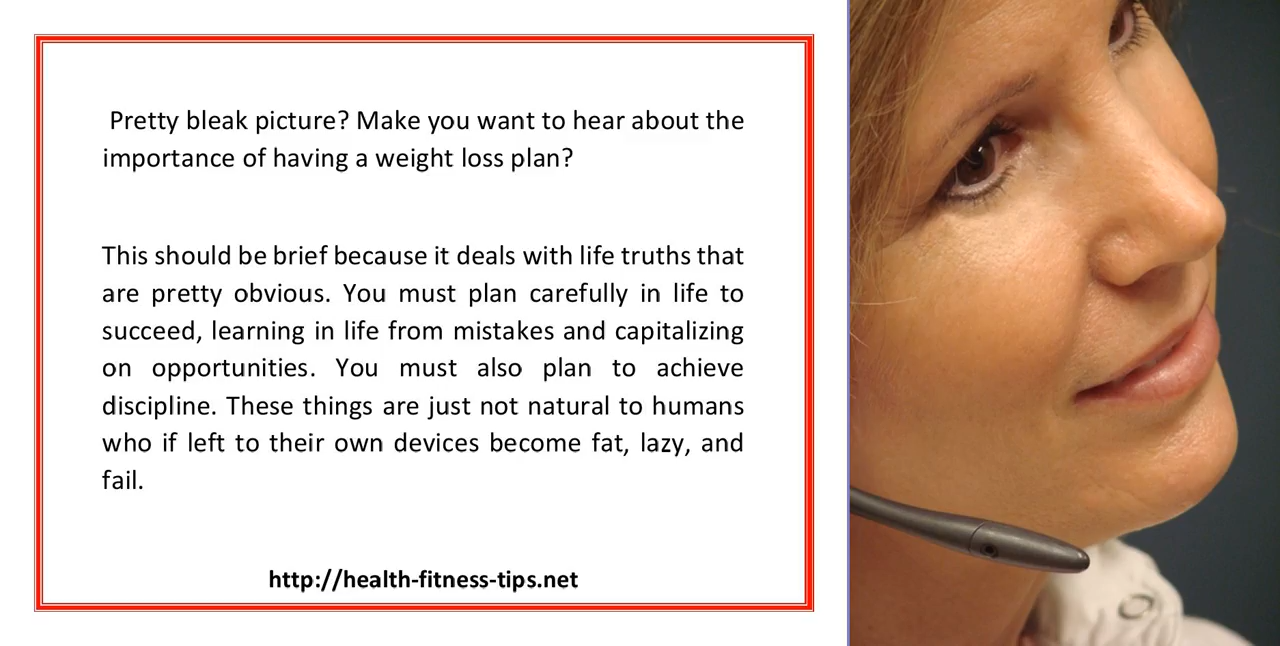 Pretty bleak picture? Make you want to hear about the
importance of having a weight loss plan?
This should be brief because it deals with life truths that
are pretty obvious. You must plan carefully in life to
succeed, learning in life from mistakes and capitalizing
on opportunities. You must also plan to achieve
discipline. These things are just not natural to humans
who if left to their own devices become fat, lazy, and
fail.
http://health-fitness-tips.net